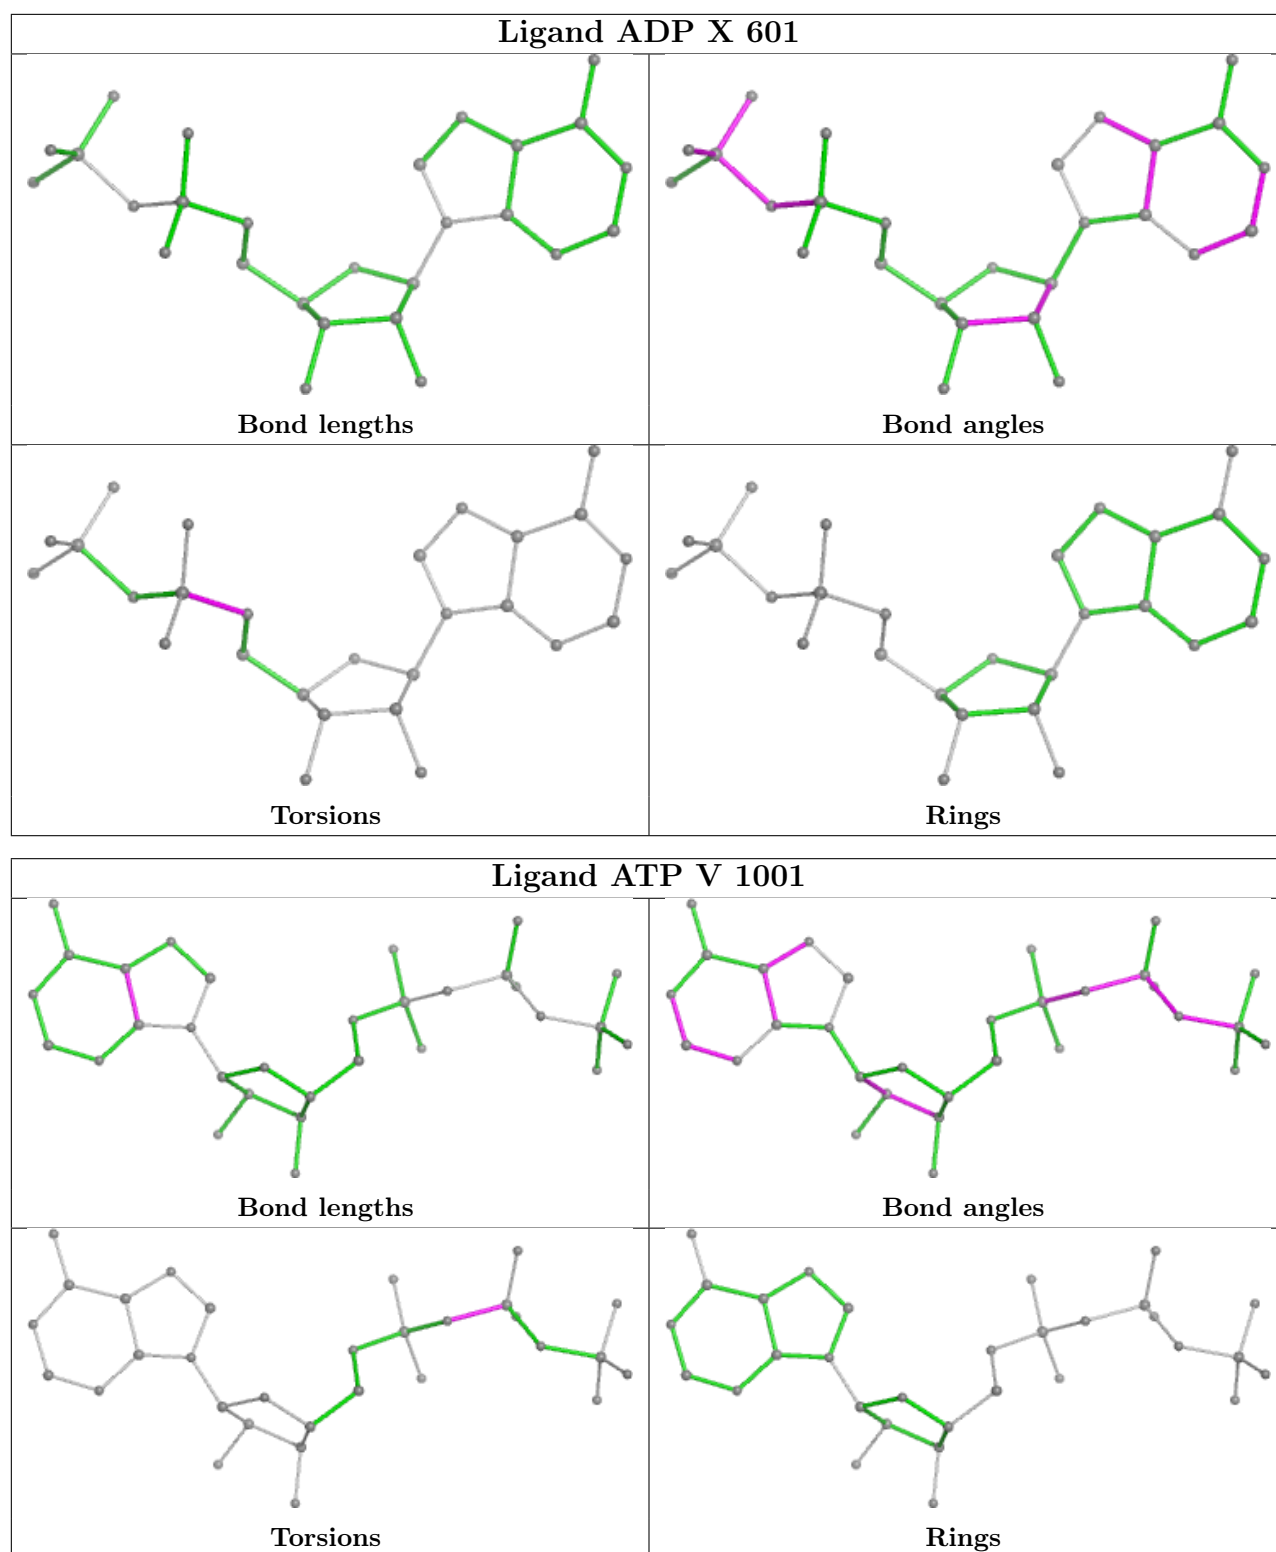 Ligand ADP X 601
Bond lengths
Bond angles
Torsions
Rings
Ligand ATP V 1001
Bond lengths
Bond angles
Torsions
Rings